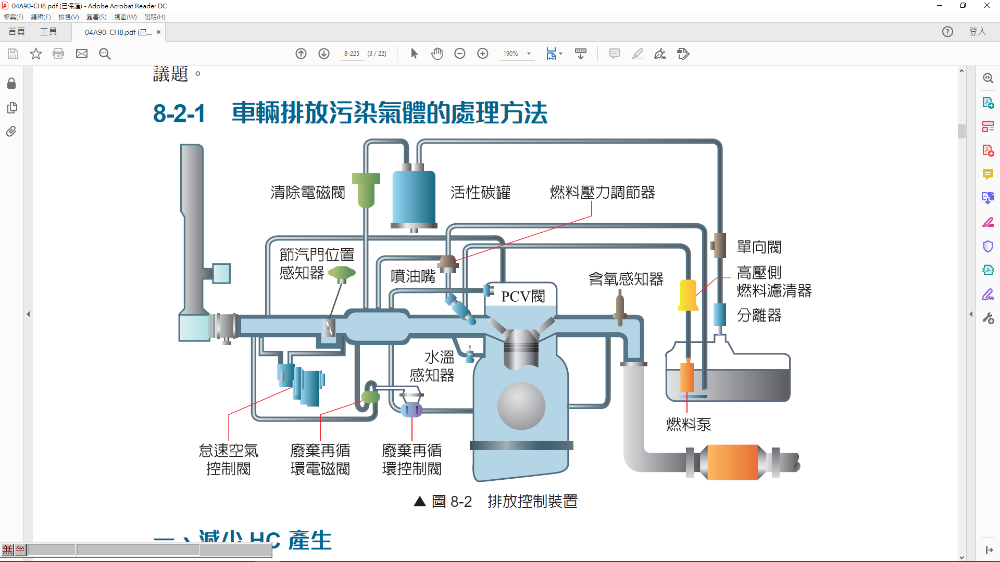 04A90-CH8.pdf (已保護) - Adobe Acrobat Reader DC
檔案(F) 編輯(E) 檢視(V) 簽署(S) 視窗(W) 說明(H)
首頁 工具 04A90-CH8.pdf (已... × 登入
8-225 (3 / 22) 190%
議題。
8-2-1 車輛排放污染氣體的處理方法
清除電磁閥
活性碳罐
燃料壓力調節器
節汽門位置
感知器
噴油嘴
PCV閥
含氧感知器
單向閥
高壓側
燃料濾清器
分離器
水溫
感知器
燃料泵
怠速空氣
控制閥
廢棄再循
環電磁閥
廢棄再循
環控制閥
▲ 圖 8-2 排放控制裝置
一、減少 HC 產生
無 半